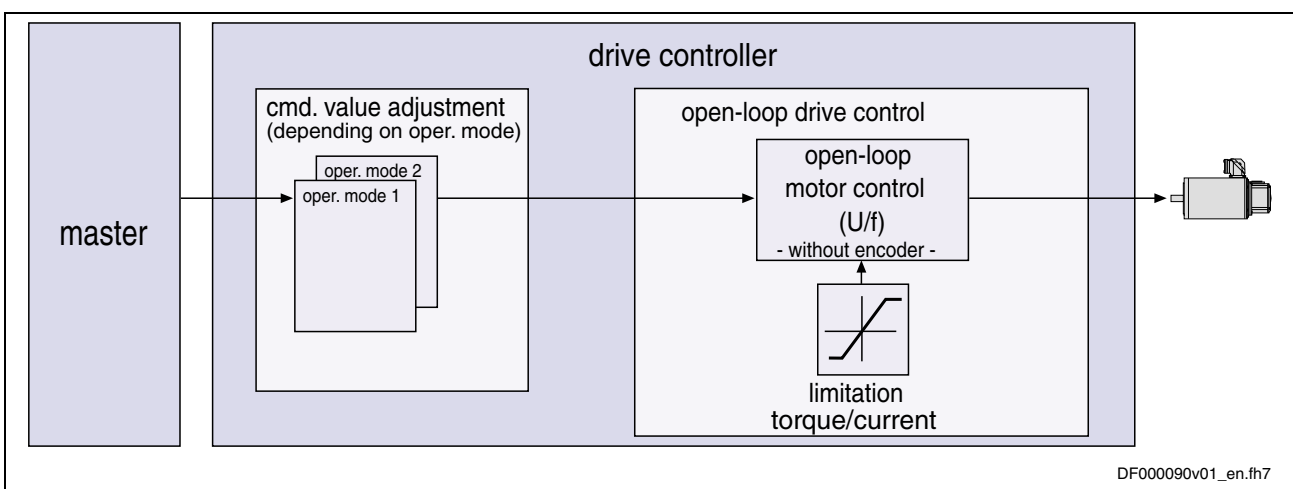 drive controller
master
cmd. value adjustment
(depending on oper. mode)
oper. mode 2
oper. mode 1
open-loop drive control
open-loop
motor control
(U/f)
- without encoder -
limitation
torque/current
DF000090v01_en.fh7